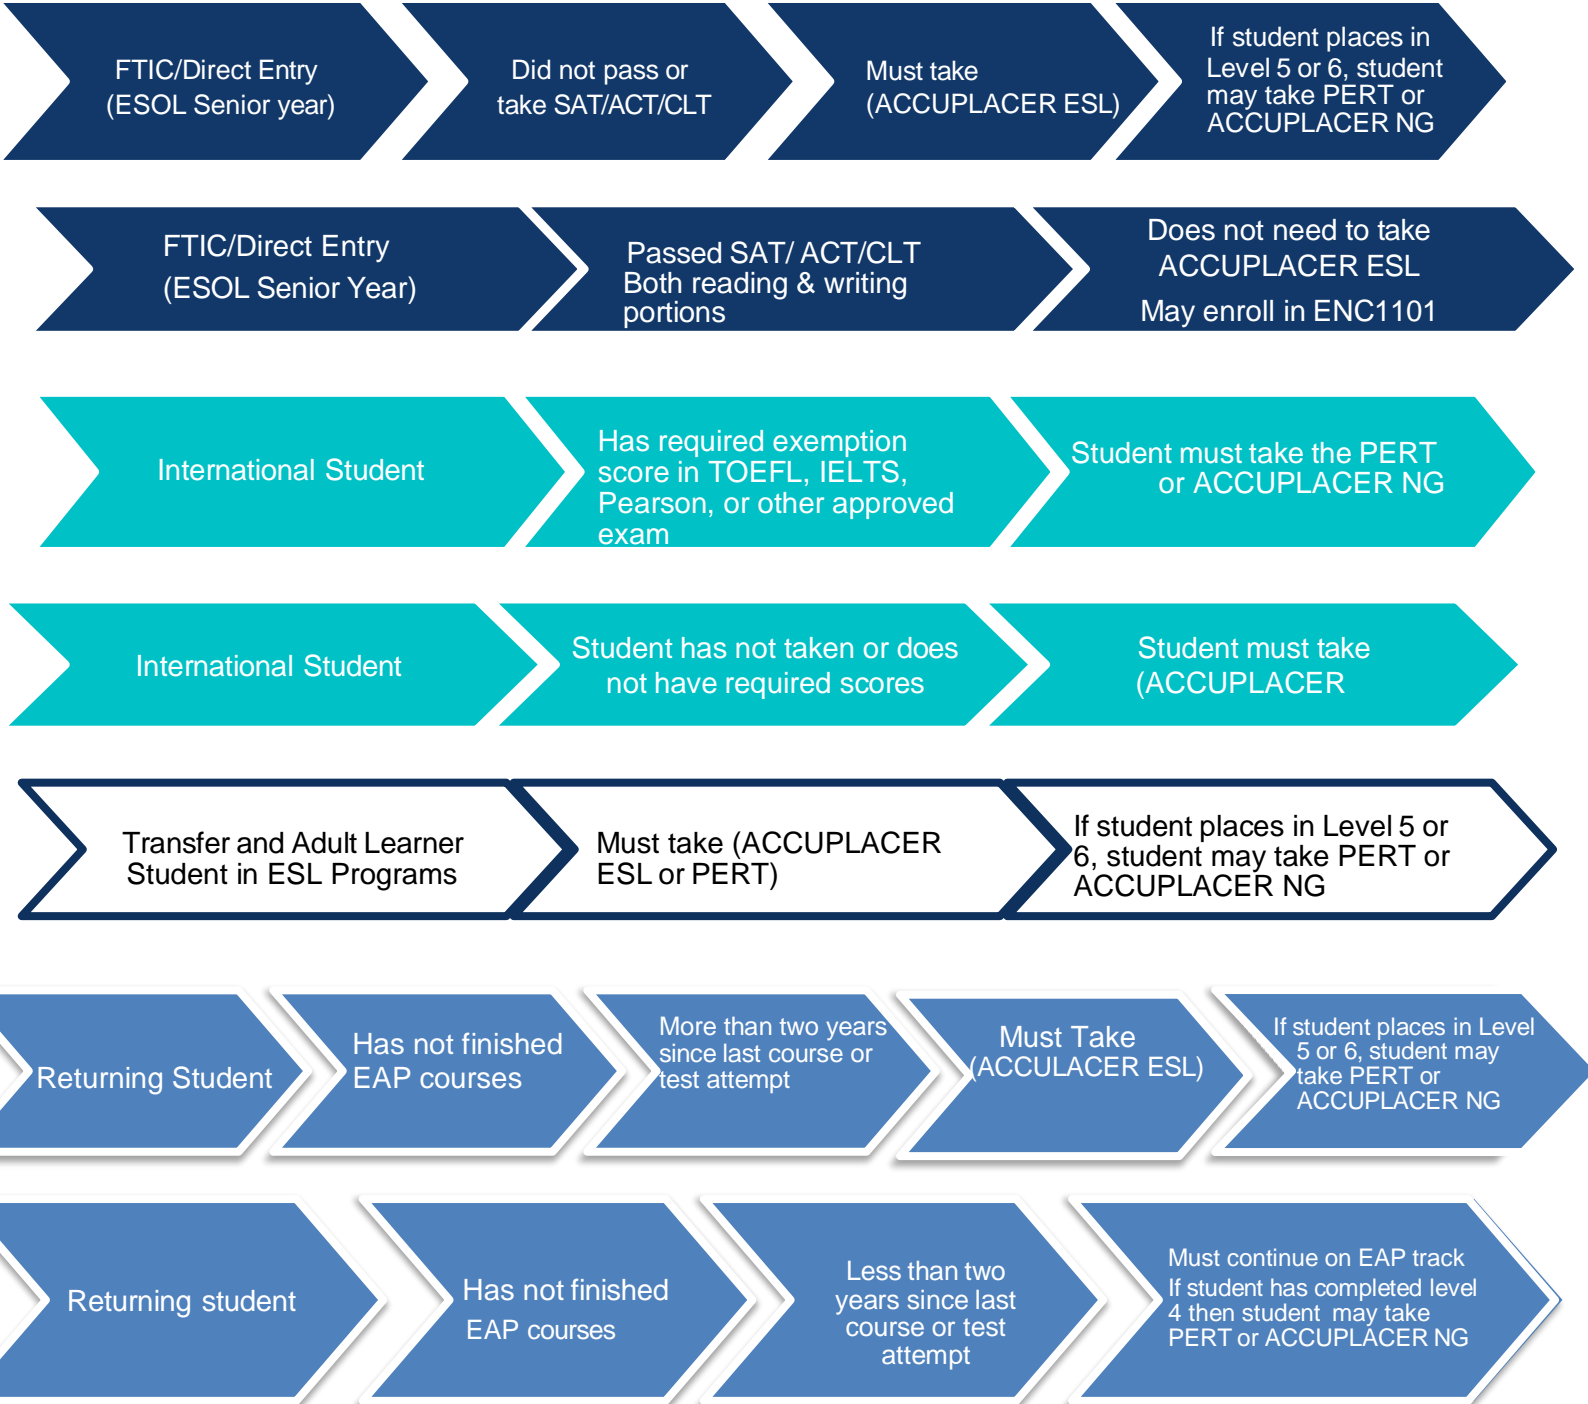 FTIC/Direct Entry
(ESOL Senior year)
Did not pass or
take SAT/ACT/CLT
Must take
(ACCUPLACER ESL)
If student places in
Level 5 or 6, student
may take PERT or
ACCUPLACER NG
FTIC/Direct Entry
(ESOL Senior Year)
Passed SAT/ ACT/CLT
Both reading & writing
portions
Does not need to take
ACCUPLACER ESL
May enroll in ENC1101
International Student
Has required exemption
score in TOEFL, IELTS,
Pearson, or other approved
exam
Student must take the PERT
or ACCUPLACER NG
International Student
Student has not taken or does
not have required scores
Student must take
(ACCUPLACER
Transfer and Adult Learner
Student in ESL Programs
Must take (ACCUPLACER
ESL or PERT)
If student places in Level 5 or
6, student may take PERT or
ACCUPLACER NG
Returning Student
Has not finished
EAP courses
More than two years
since last course or
test attempt
Must Take
(ACCULACER ESL)
If student places in Level
5 or 6, student may
take PERT or
ACCUPLACER NG
Returning student
Has not finished
EAP courses
Less than two
years since last
course or test
attempt
Must continue on EAP track
If student has completed level
4 then student may take
PERT or ACCUPLACER NG